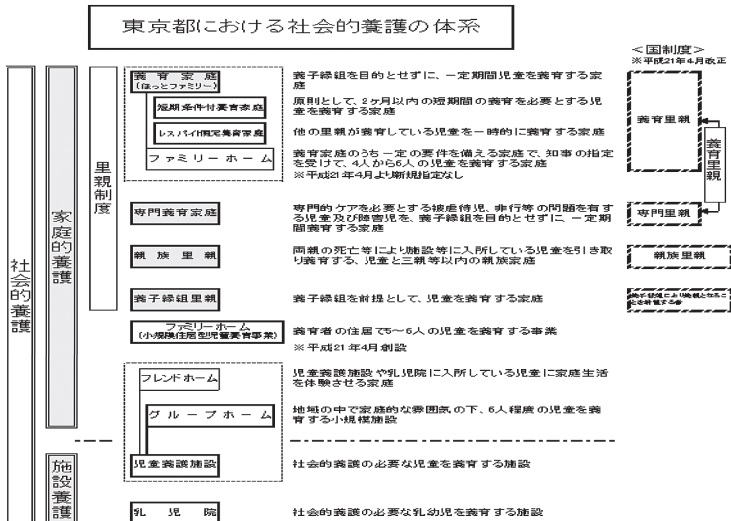 東京都における社会的養護の体系
＜国制度＞
※平成21年4月改正
社会的養護
家庭的養護
里親制度
養育家庭
(ほっとファミリー)
養子縁組を目的とせずに、一定期間児童を養育する家
庭
短期条件付養育家庭
原則として、2ヶ月以内の短期間の養育を必要とする児
童を養育する家庭
レスパイト限定養育家庭
他の里親が養育している児童を一時的に養育する家庭
ファミリーホーム
養育家庭のうち一定の要件を備える家庭で、知事の指定
を受けて、4人から6人の児童を養育する家庭
※平成21年4月より新規指定なし
養育里親
養育里親
専門養育家庭
専門的ケアを必要とする被虐待児、非行等の問題を有す
る児童及び障害児を、養子縁組を目的とせずに、一定期
間養育する家庭
専門里親
親族里親
両親の死亡等により施設等に入所している児童を引き取
り養育する、児童と三親等以内の親族家庭
親族里親
養子縁組里親
養子縁組を前提として、児童を養育する家庭
ファミリーホーム
(小規模住居型児童養育事業)
養育者の住居で5～6人の児童を養育する事業
※平成21年4月創設
フレンドホーム
児童養護施設や乳児院に入所している児童に家庭生活
を体験させる家庭
グループホーム
地域の中で家庭的な雰囲気の下、6人程度の児童を養
育する小規模施設
施設養護
児童養護施設
社会的養護の必要な児童を養育する施設
乳児院
社会的養護の必要な乳幼児を養育する施設